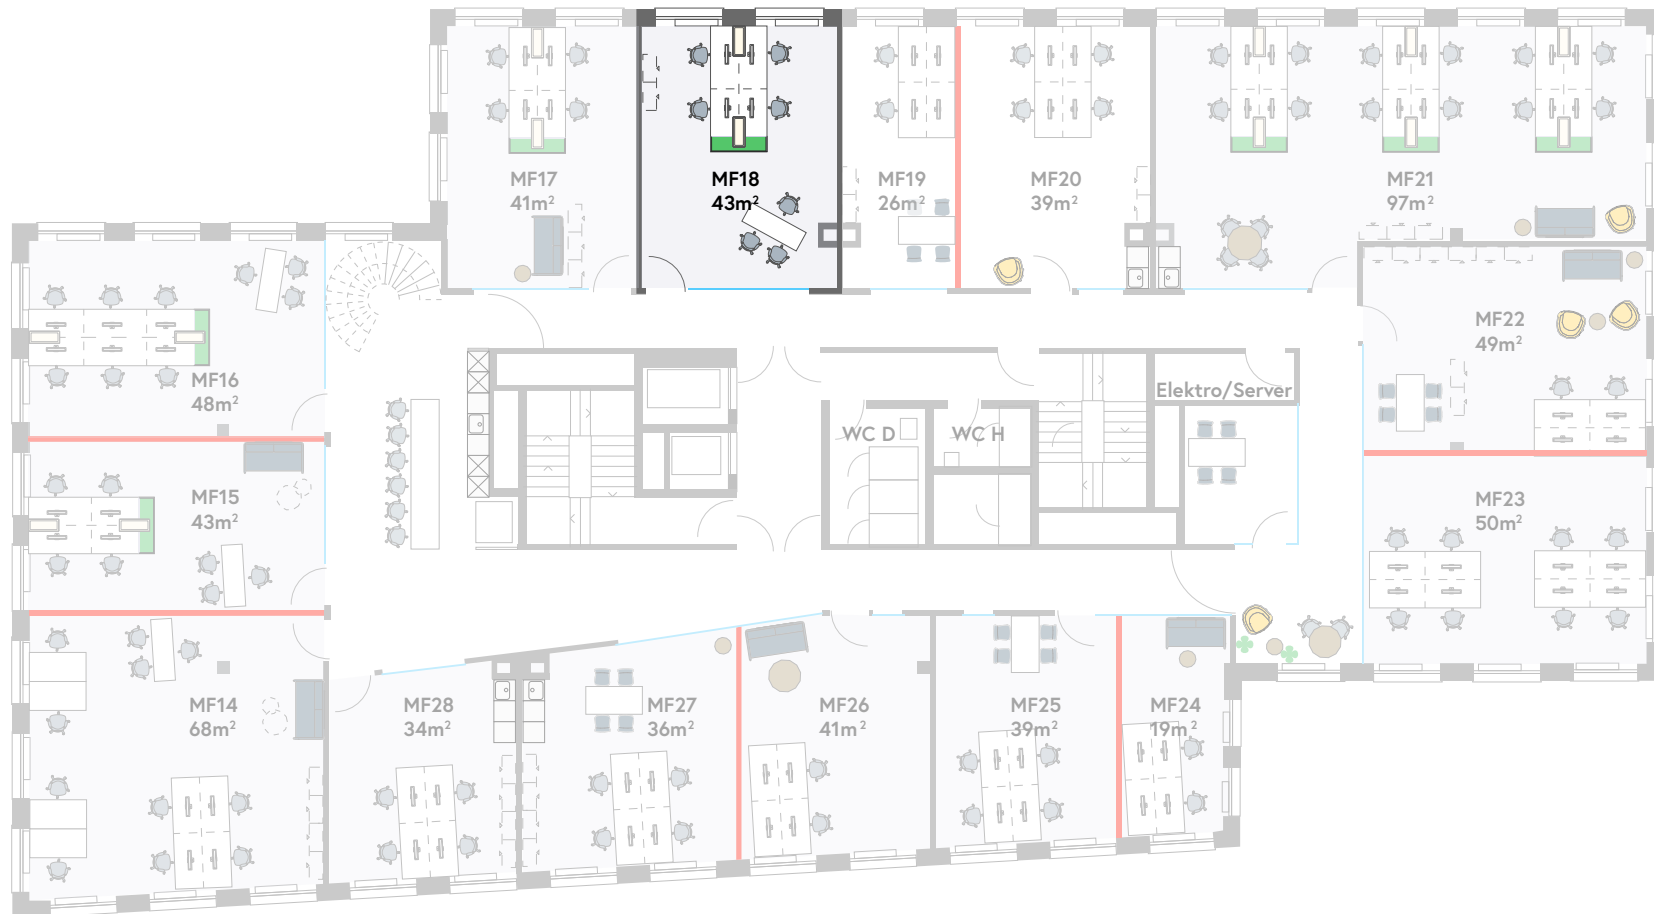 MF17
41m²
MF18
43m²
MF19
26m²
MF20
39m²
MF21
97m²
MF22
49m²
MF16
48m²
Elektro/Server
WC D
WC H
MF15
43m²
MF23
50m²
MF14
68m²
MF28
34m²
MF27
36m²
MF26
41m²
MF25
39m²
MF24
19m²